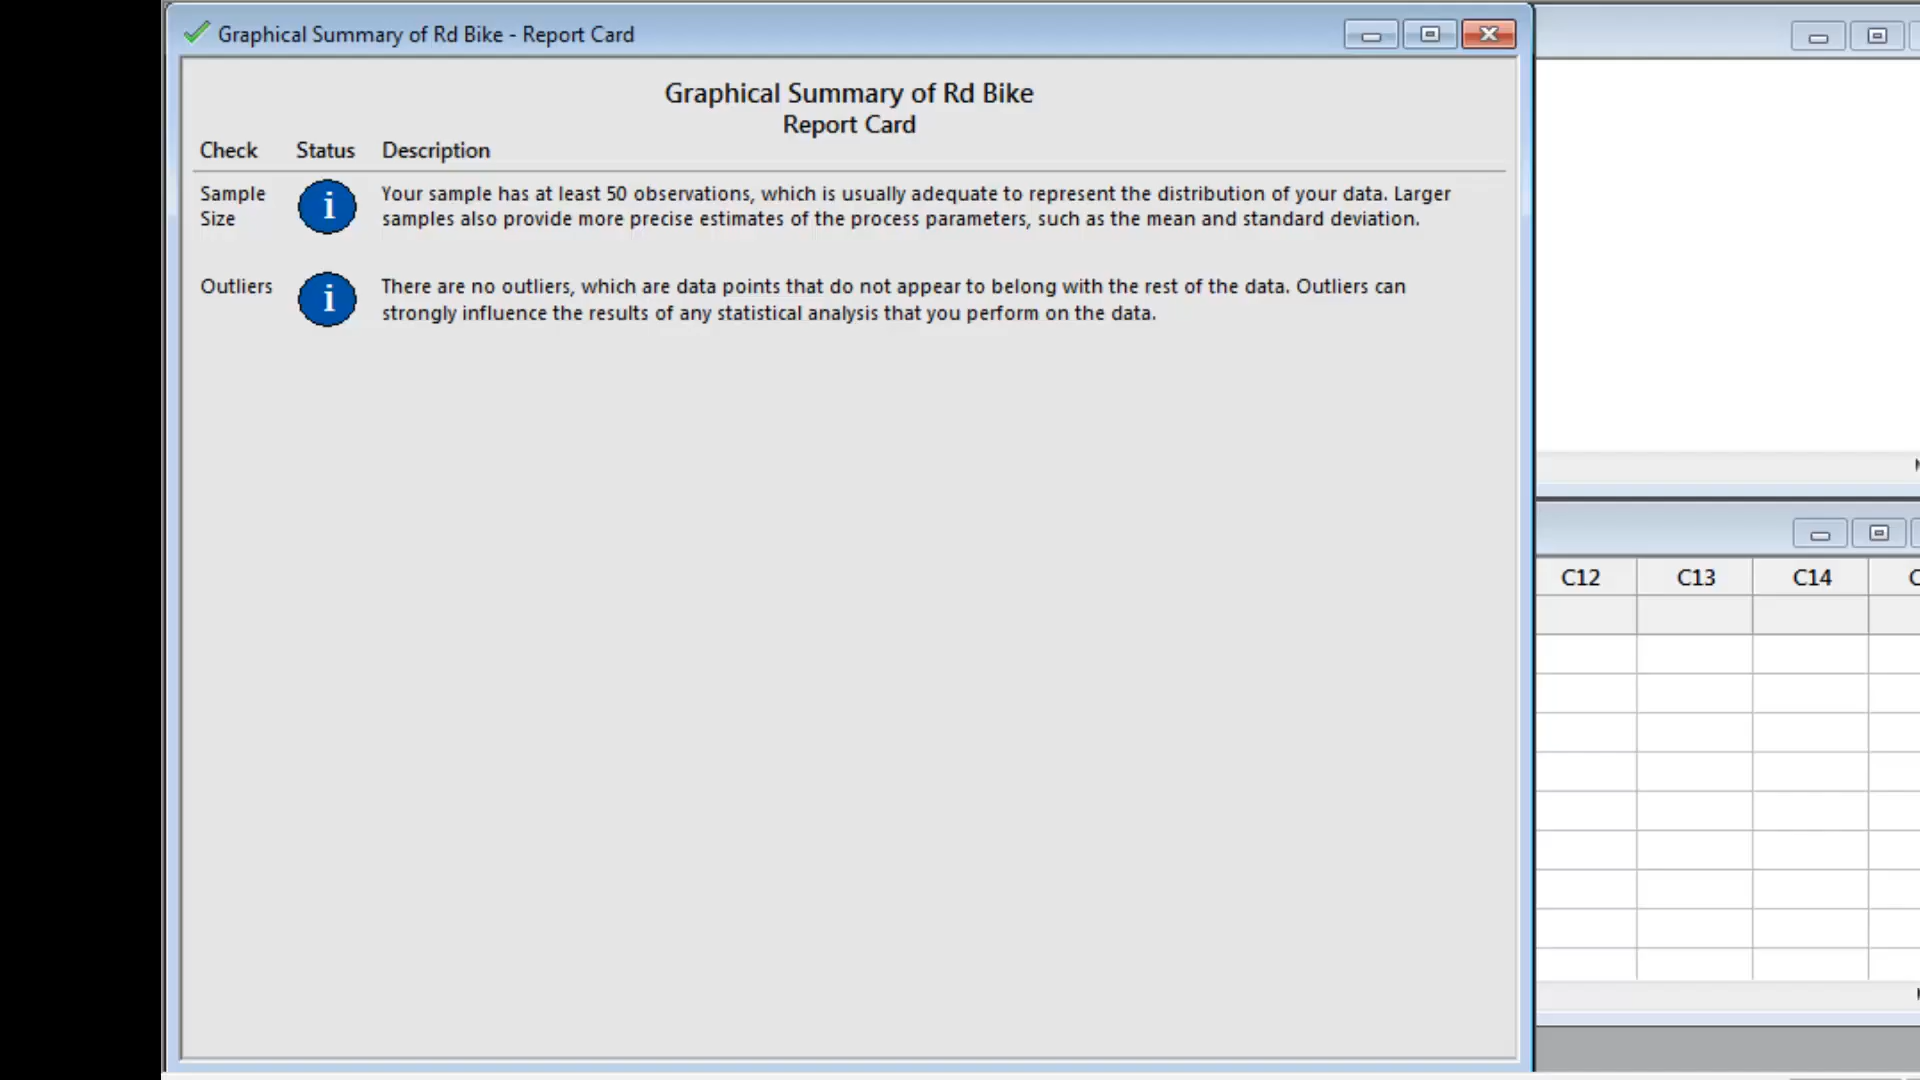 Graphical Summary of Rd Bike - Report Card
Graphical Summary of Rd Bike
Report Card
Check Status Description
Sample Size
Your sample has at least 50 observations, which is usually adequate to represent the distribution of your data. Larger
samples also provide more precise estimates of the process parameters, such as the mean and standard deviation.
Outliers
There are no outliers, which are data points that do not appear to belong with the rest of the data. Outliers can
strongly influence the results of any statistical analysis that you perform on the data.
C12 C13 C14